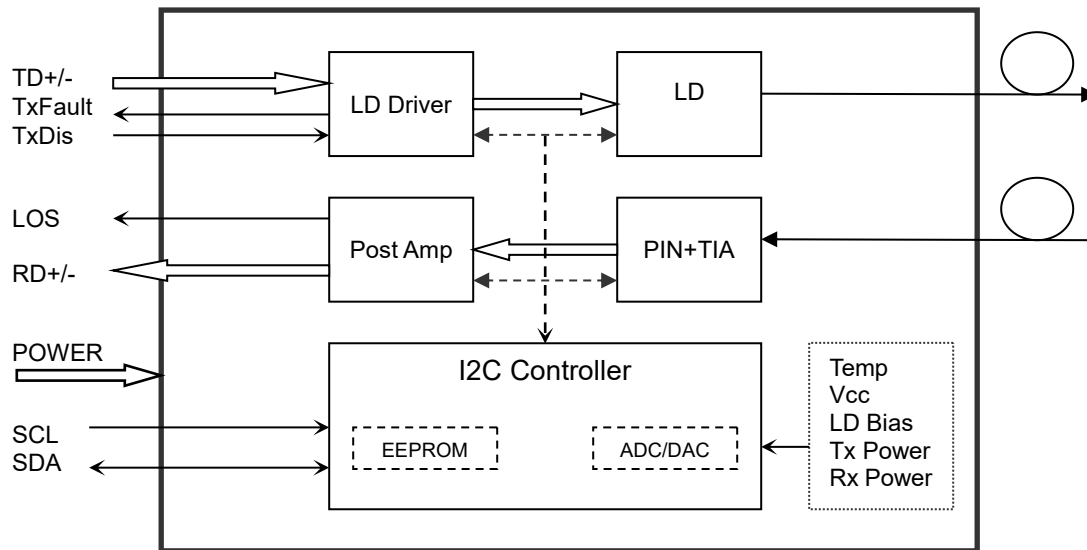 TD+/-
TxFault
TxDis
LD Driver
LD
LOS
RD+/-
Post Amp
PIN+TIA
POWER
SCL
SDA
I2C Controller
EEPROM
ADC/DAC
Temp
Vcc
LD Bias
Tx Power
Rx Power